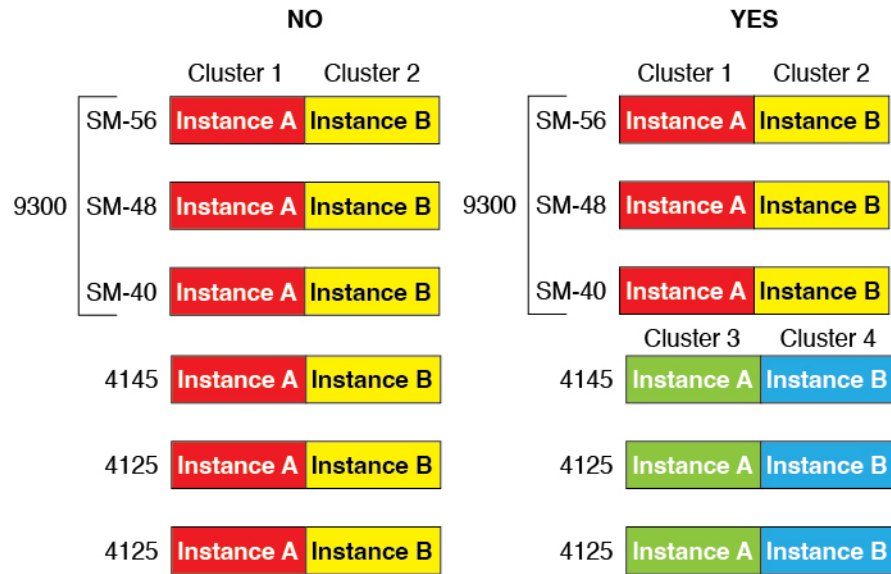 NO
Cluster 1 Cluster 2
SM-56 Instance A Instance B
9300 SM-48 Instance A Instance B
SM-40 Instance A Instance B
4145 Instance A Instance B
4125 Instance A Instance B
4125 Instance A Instance B
YES
Cluster 1 Cluster 2
SM-56 Instance A Instance B
9300 SM-48 Instance A Instance B
SM-40 Instance A Instance B
Cluster 3 Cluster 4
4145 Instance A Instance B
4125 Instance A Instance B
4125 Instance A Instance B